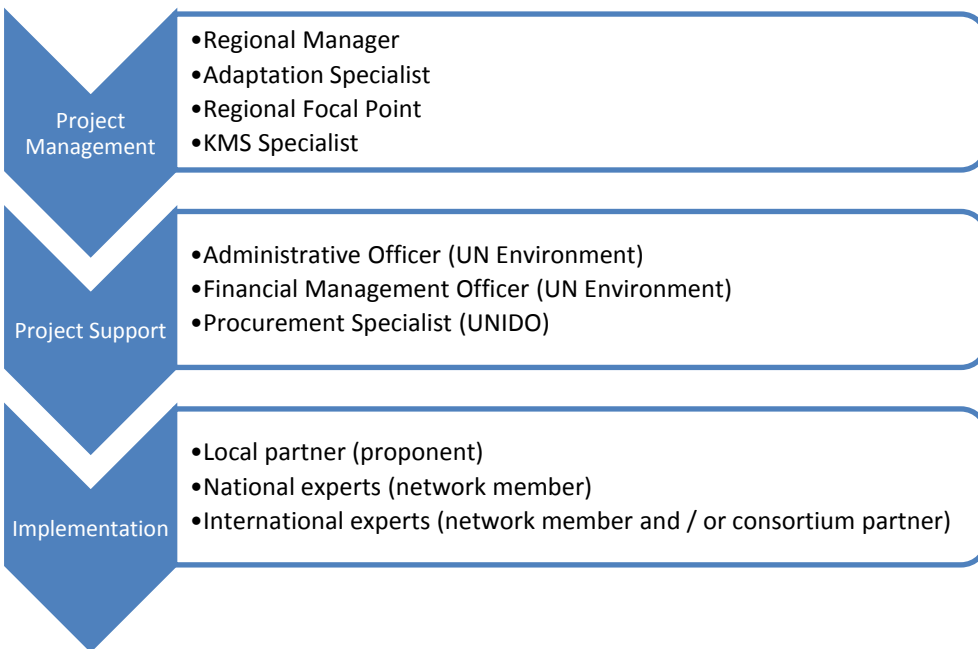 Project
Management
•Regional Manager
•Adaptation Specialist
•Regional Focal Point
•KMS Specialist
Project Support
•Administrative Officer (UN Environment)
•Financial Management Officer (UN Environment)
•Procurement Specialist (UNIDO)
Implementation
•Local partner (proponent)
•National experts (network member)
•International experts (network member and / or consortium partner)